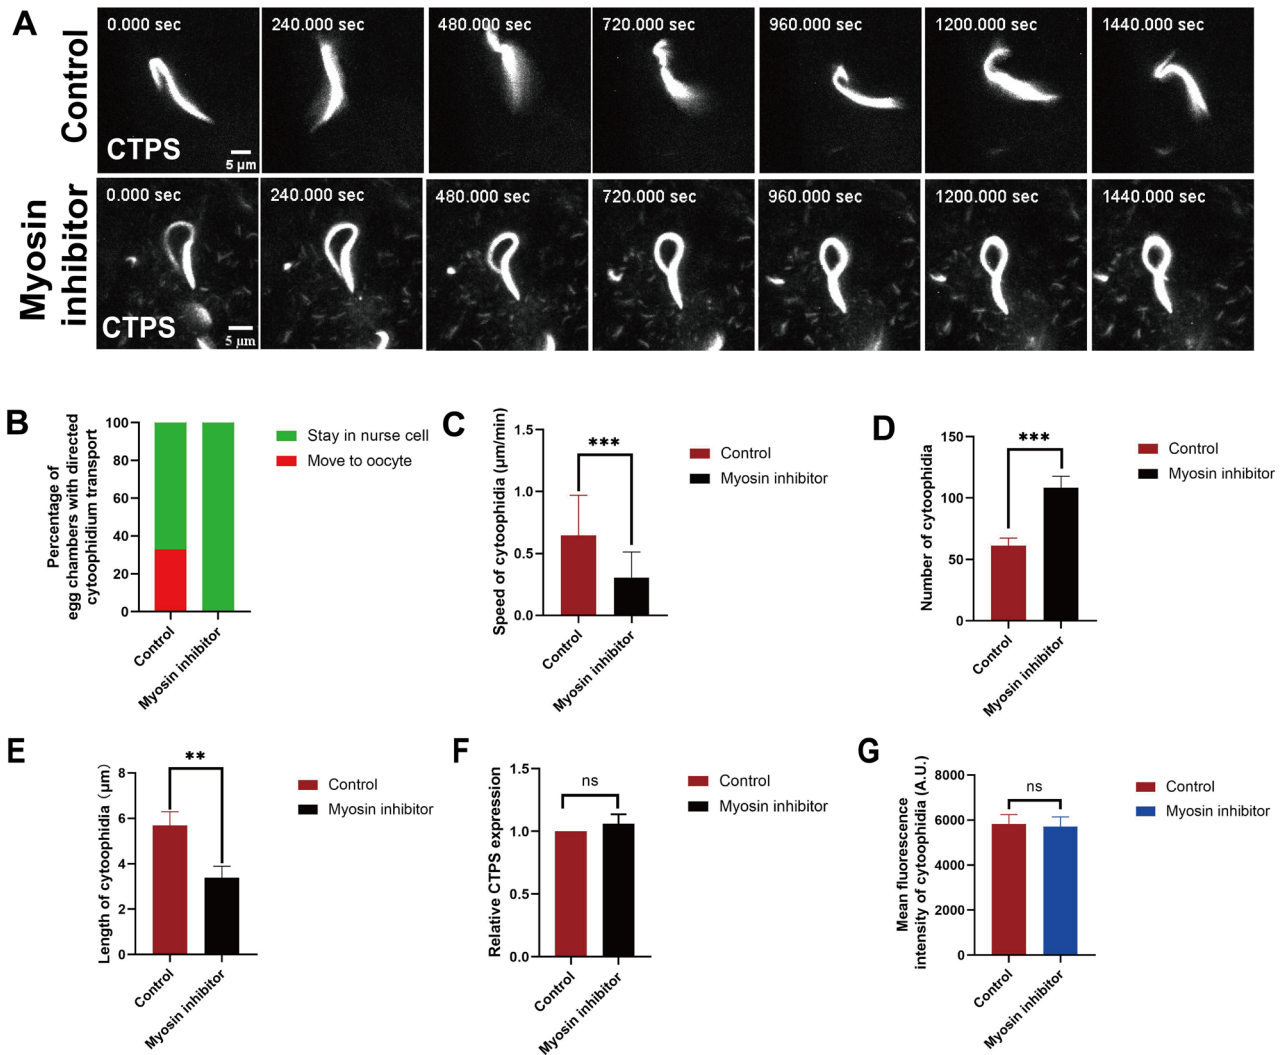 A
Control
0.000 sec
240.000 sec
480.000 sec
720.000 sec
960.000 sec
1200.000 sec
1440.000 sec
CTPS
5 μm
Myosin
inhibitor
0.000 sec
240.000 sec
480.000 sec
720.000 sec
960.000 sec
1200.000 sec
1440.000 sec
CTPS
5 μm
B
Percentage of
egg chambers with directed
cytoophidium transport
100
80
60
40
20
0
Control
Myosin inhibitor
Stay in nurse cell
Move to oocyte
C
Speed of cytoophidia (μm/min)
1.5
1.0
0.5
0.0
***
Control
Myosin inhibitor
Control
Myosin inhibitor
D
Number of cytoophidia
150
100
50
0
***
Control
Myosin inhibitor
Control
Myosin inhibitor
E
Length of cytoophidia (μm)
8
6
4
2
0
**
Control
Myosin inhibitor
Control
Myosin inhibitor
F
Relative CTPS expression
1.5
1.0
0.5
0.0
ns
Control
Myosin inhibitor
Control
Myosin inhibitor
G
Mean fluorescence
intensity of cytoophidia (A.U.)
8000
6000
4000
2000
0
ns
Control
Myosin inhibitor
Control
Myosin inhibitor